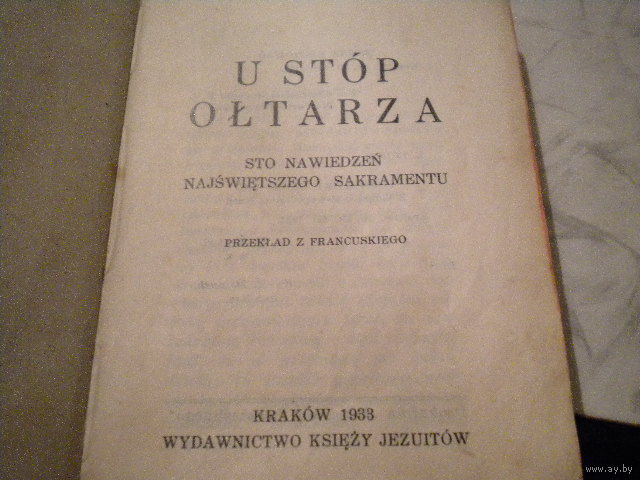 U STÓP
OŁTARZA
STO NAWIEDZEŃ
NAJŚWIĘTSZEGO SAKRAMENTU
PRZEKŁAD Z FRANCUSKIEGO
KRAKÓW 1933
WYDAWNICTWO KSIĘŻY JEZUITÓW
www.ay.by